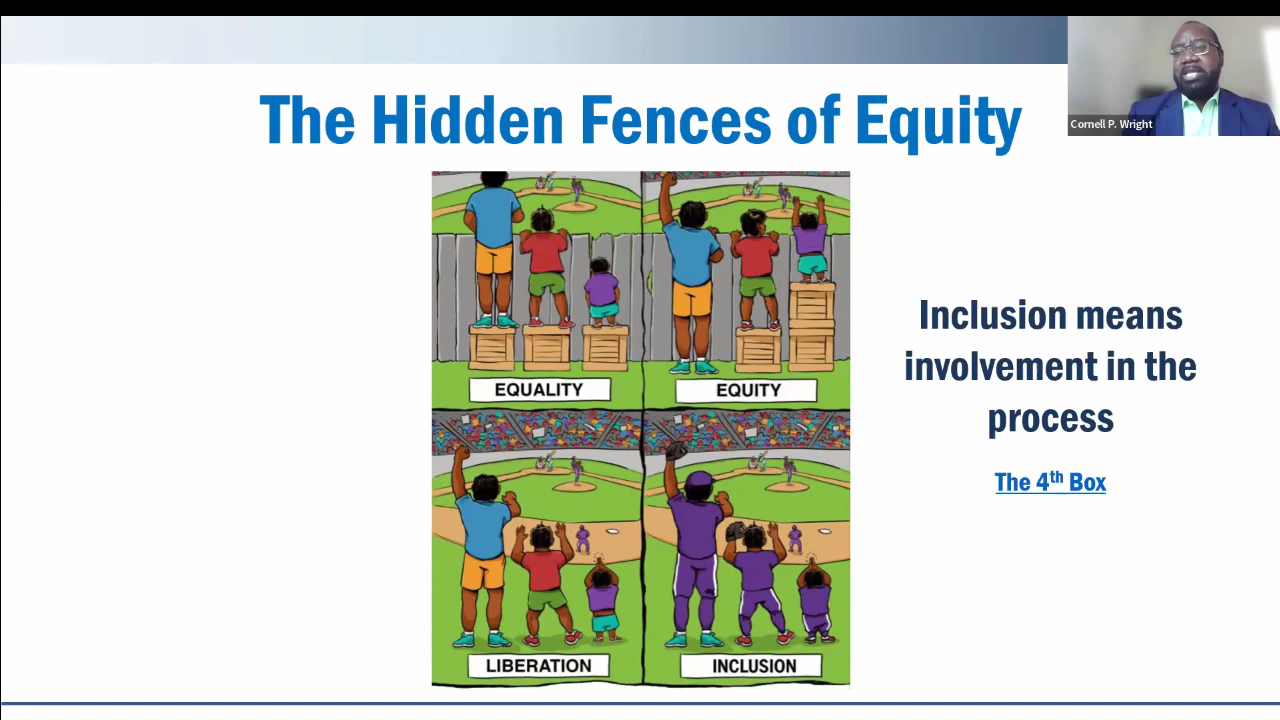 The Hidden Fences of Equity
Cornell P. Wright
EQUALITY
EQUITY
LIBERATION
INCLUSION
Inclusion means
involvement in the
process
The 4th Box